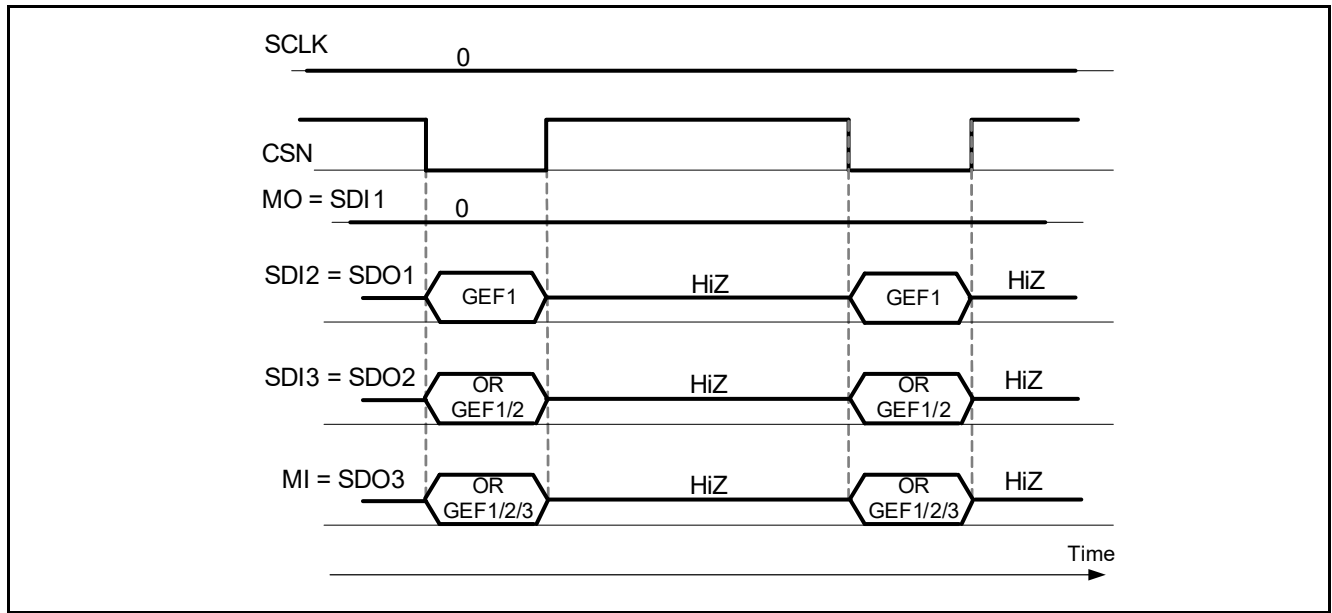 SCLK
0
CSN
MO = SDI1
0
SDI2 = SDO1
GEF1
HiZ
GEF1
HiZ
SDI3 = SDO2
OR
GEF1/2
HiZ
OR
GEF1/2
HiZ
MI = SDO3
OR
GEF1/2/3
HiZ
OR
GEF1/2/3
HiZ
Time